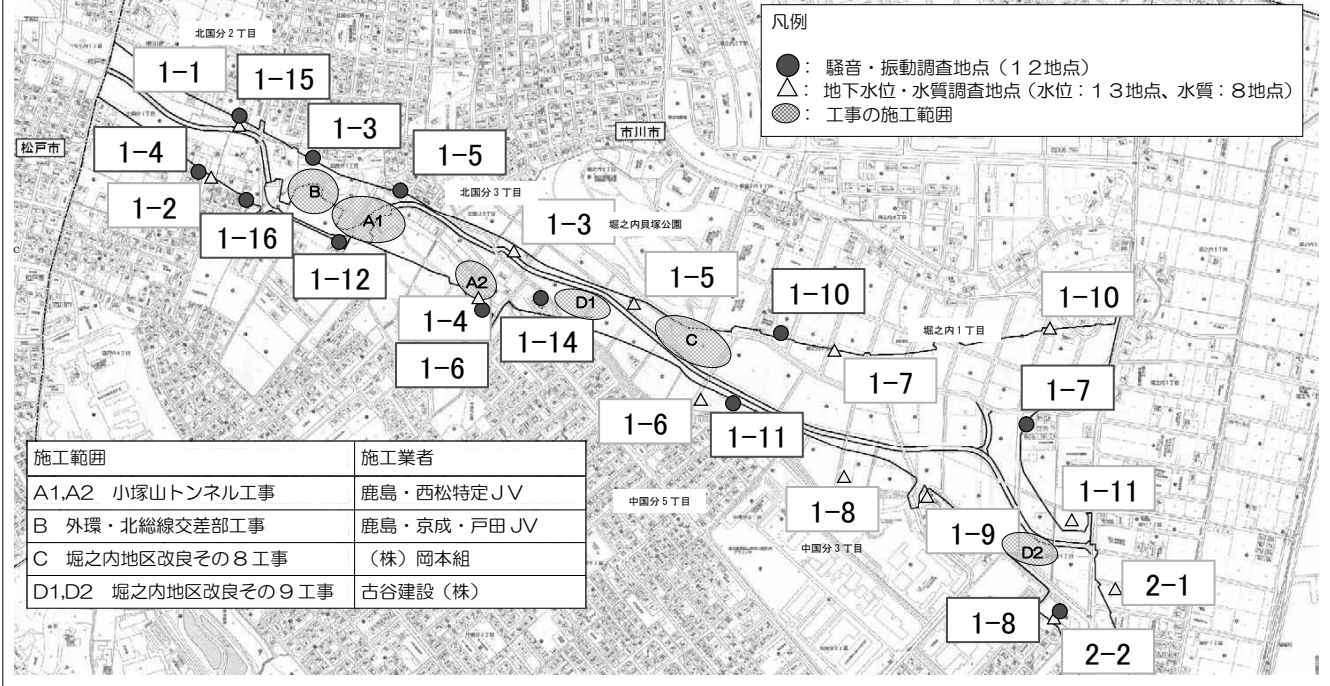 凡例
●： 騒音・振動調査地点（１２地点）
△： 地下水位・水質調査地点（水位：１３地点、水質：８地点）
： 工事の施工範囲
北国分２丁目
1-1
1-15
1-3
1-5
市川市
松戸市
1-4
1-2
1-16
1-12
B
A1
北国分３丁目
1-3
堀之内貝塚公園
1-5
1-10
1-10
A2
D1
C
堀之内１丁目
1-4
1-6
1-14
1-7
1-7
1-6
1-11
中国分５丁目
1-8
中国分３丁目
1-9
1-11
D2
2-1
1-8
2-2
施工範囲 施工業者
A1,A2 小塚山トンネル工事 鹿島・西松特定ＪＶ
B 外環・北総線交差部工事 鹿島・京成・戸田 JV
C 堀之内地区改良その８工事 （株）岡本組
D1,D2 堀之内地区改良その９工事 古谷建設（株）